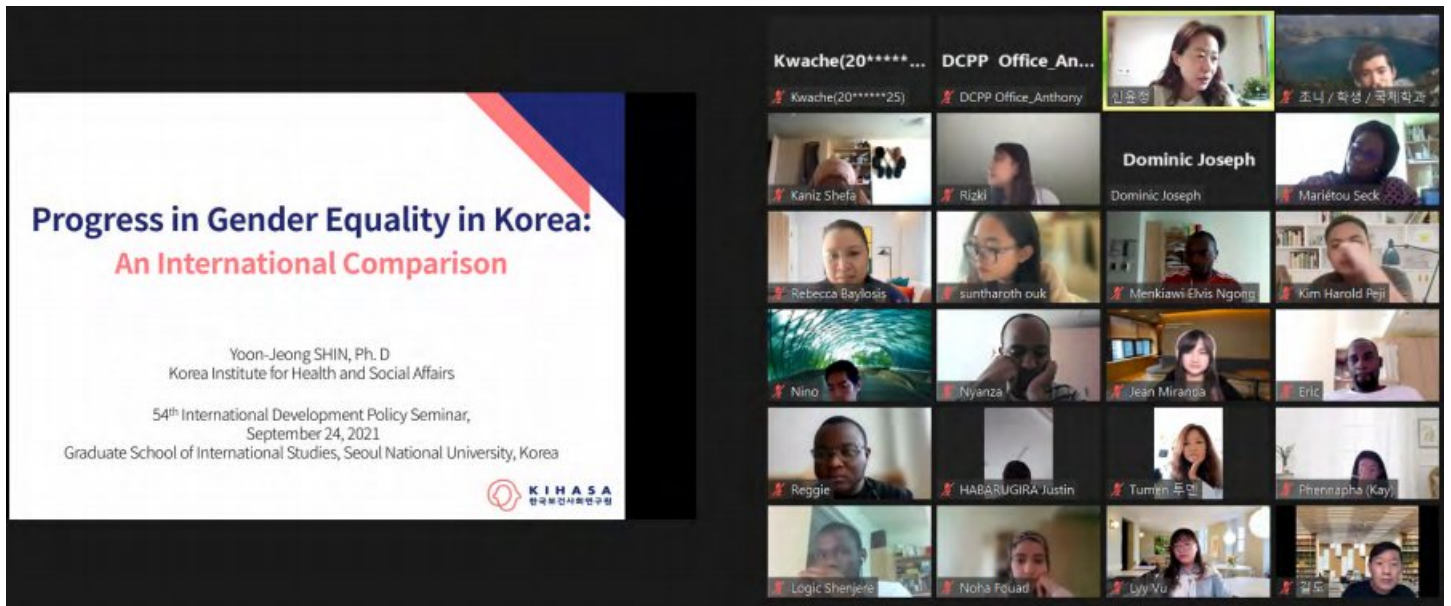 Progress in Gender Equality in Korea:
An International Comparison
Yoon-Jeong SHIN, Ph. D
Korea Institute for Health and Social Affairs
54th International Development Policy Seminar,
September 24, 2021
Graduate School of International Studies, Seoul National University, Korea
KIHASA
한국보건사회연구원
Kwache(20*****...
Kwache(20******25)
DCPP Office_An...
DCPP Office_Anthony
신윤정
조니 / 학생 / 국제학과
Kaniz Shefa
Rizki
Dominic Joseph
Dominic Joseph
Mariétou Seck
Rebecca Baylosis
suntharoth ouk
Menkiawi Elvis Ngong
Kim Harold Peji
Nino
Nyanza
Jean Miranda
Eric
Reggie
HABARUGIRA Justin
Tumen 투멘
Phennapha (Kay)
Logic Shenjere
Noha Fouad
Lyy Vu
길도